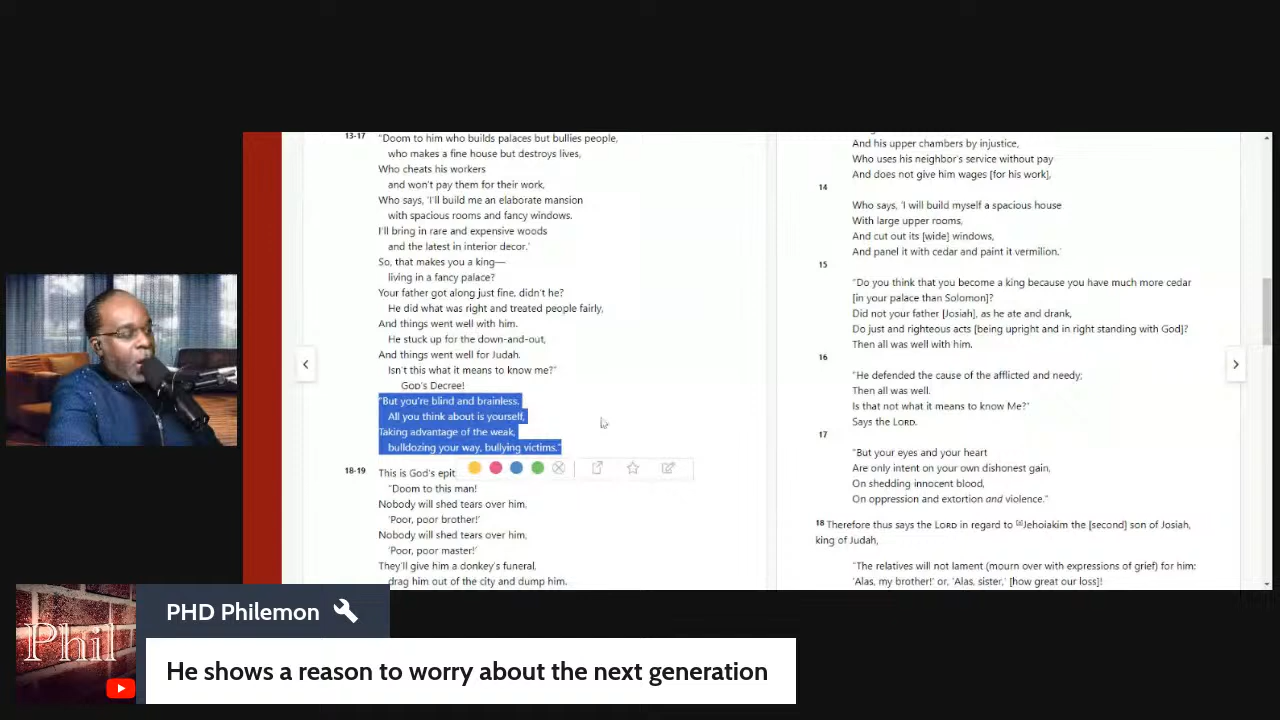 13-17
"Doom to him who builds palaces but bullies people,
who makes a fine house but destroys lives,
Who cheats his workers
and won't pay them for their work,
Who says, 'I'll build me an elaborate mansion
with spacious rooms and fancy windows.
I'll bring in rare and expensive woods
and the latest in interior decor.'
So, that makes you a king—
living in a fancy palace?
Your father got along just fine, didn't he?
He did what was right and treated people fairly,
And things went well with him.
He stuck up for the down-and-out,
And things went well for Judah.
Isn't this what it means to know me?"
GOD's Decree!
"But you're blind and brainless.
All you think about is yourself,
Taking advantage of the weak,
bulldozing your way, bullying victims."
18-19
This is God's epit
"Doom to this man!
Nobody will shed tears over him,
'Poor, poor brother!'
Nobody will shed tears over him,
'Poor, poor master!'
They'll give him a donkey's funeral,
drag him out of the city and dump him.
And his upper chambers by injustice,
Who uses his neighbor's service without pay
And does not give him wages [for his work],
14
Who says, 'I will build myself a spacious house
With large upper rooms,
And cut out its [wide] windows,
And panel it with cedar and paint it vermilion.'
15
"Do you think that you become a king because you have much more cedar
[in your palace than Solomon]?
Did not your father [Josiah], as he ate and drank,
Do just and righteous acts [being upright and in right standing with God]?
Then all was well with him.
16
"He defended the cause of the afflicted and needy;
Then all was well.
Is that not what it means to know Me?"
Says the LORD.
17
"But your eyes and your heart
Are only intent on your own dishonest gain,
On shedding innocent blood,
On oppression and extortion and violence."
18 Therefore thus says the LORD in regard to Jehoiakim the [second] son of Josiah,
king of Judah,
"The relatives will not lament (mourn over with expressions of grief) for him:
'Alas, my brother!' or, 'Alas, sister,' [how great our loss]!
Phil
PHD Philemon
He shows a reason to worry about the next generation